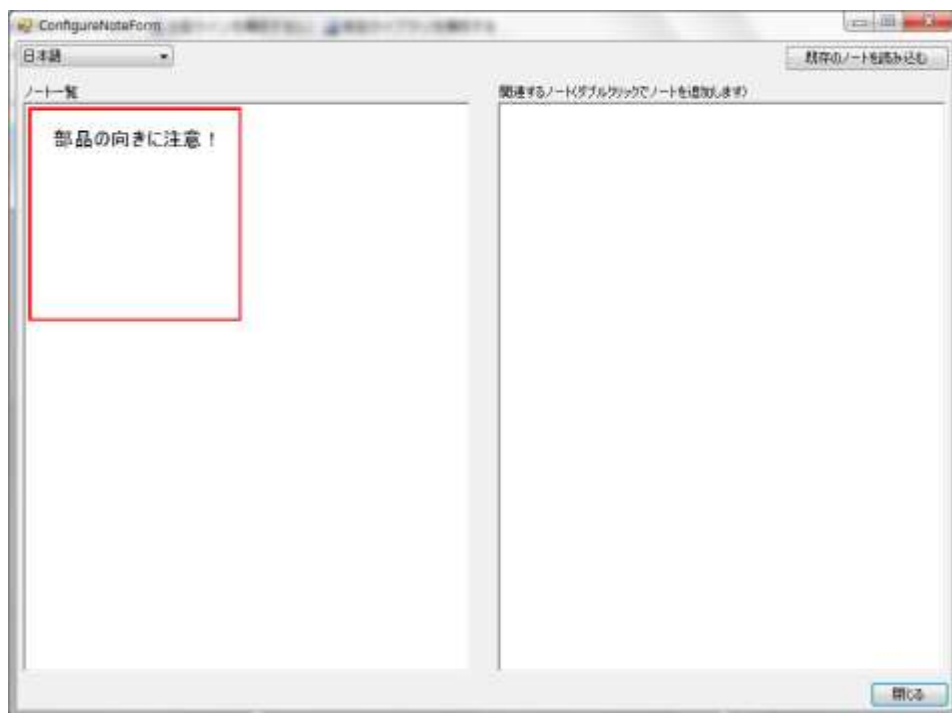 ConfigureNoteForm
日本語
既存のノートを読み込む
ノート一覧
関連するノート(ダブルクリックでノートを追加します)
部品の向きに注意！
閉じる